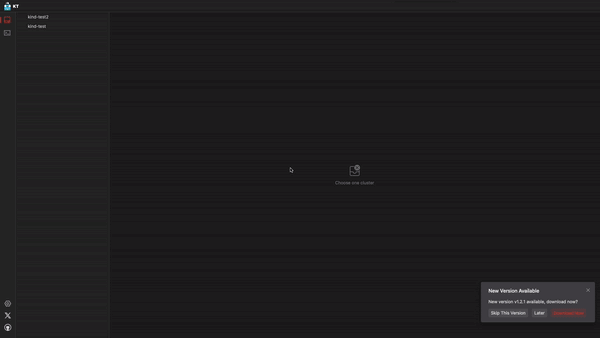 KT
kind-test2
kind-test
Choose one cluster
New Version Available
New version v1.2.1 available, download now?
Skip This Version
Later